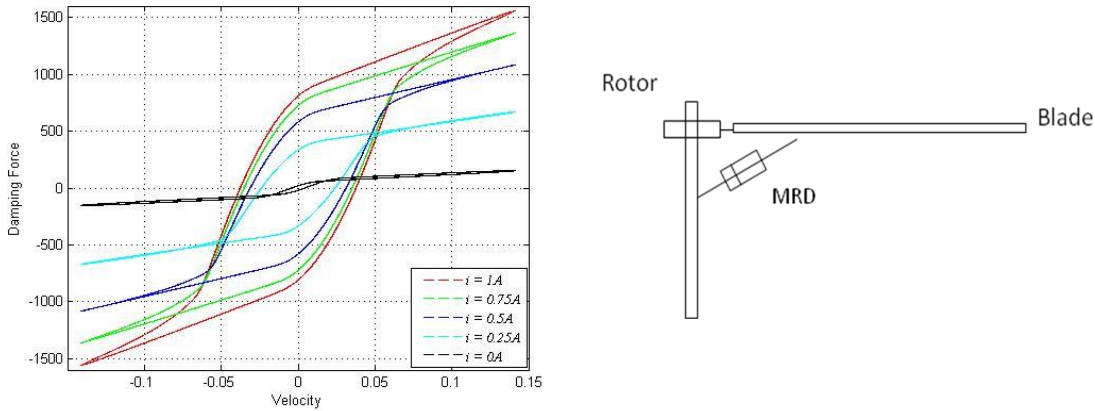 1500
1000
500
0
-500
-1000
-1500
Damping Force
-0.1
-0.05
0
0.05
0.1
0.15
Velocity
i = 1A
i = 0.75A
i = 0.5A
i = 0.25A
i = 0A
Rotor
Blade
MRD